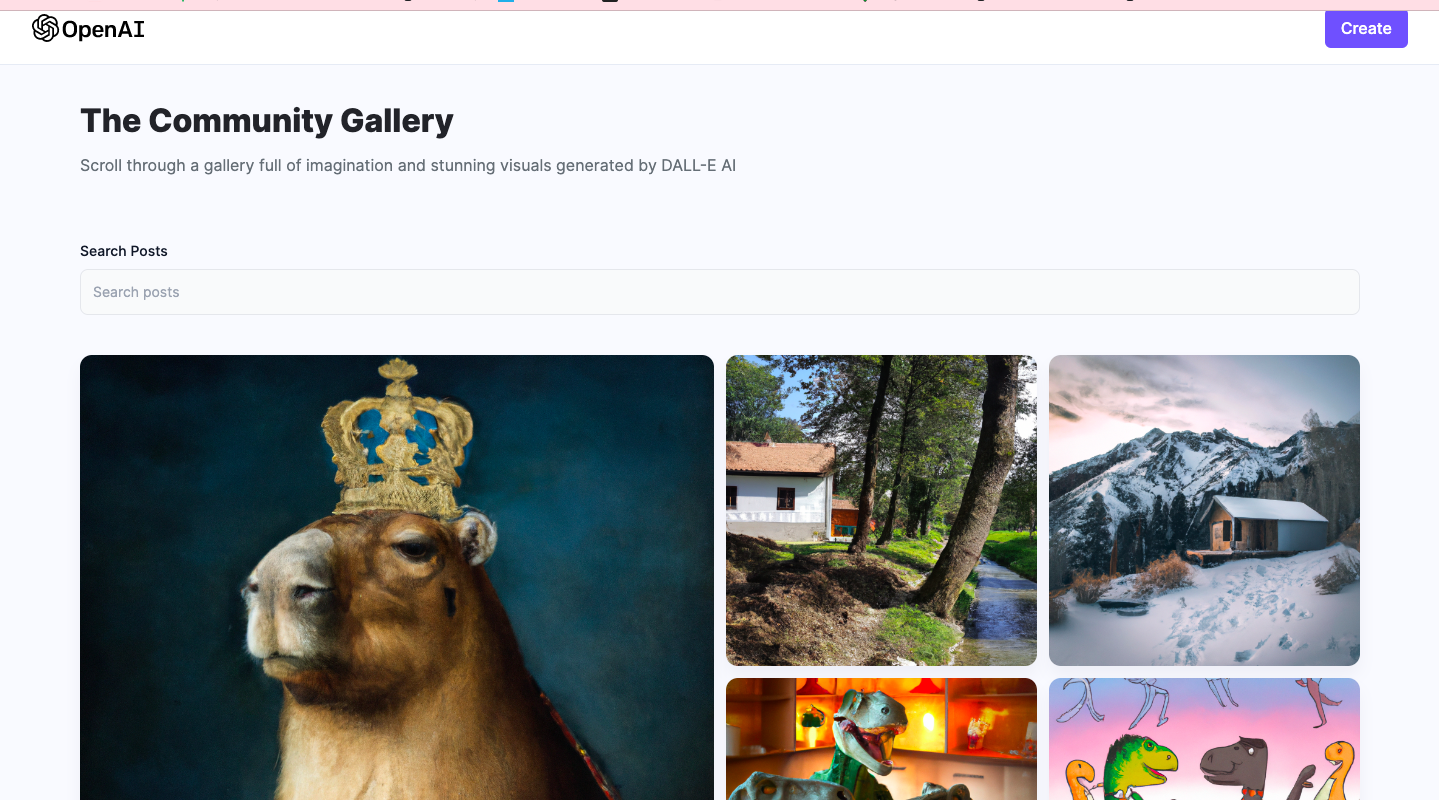 OpenAI
Create
The Community Gallery
Scroll through a gallery full of imagination and stunning visuals generated by DALL-E AI
Search Posts
Search posts